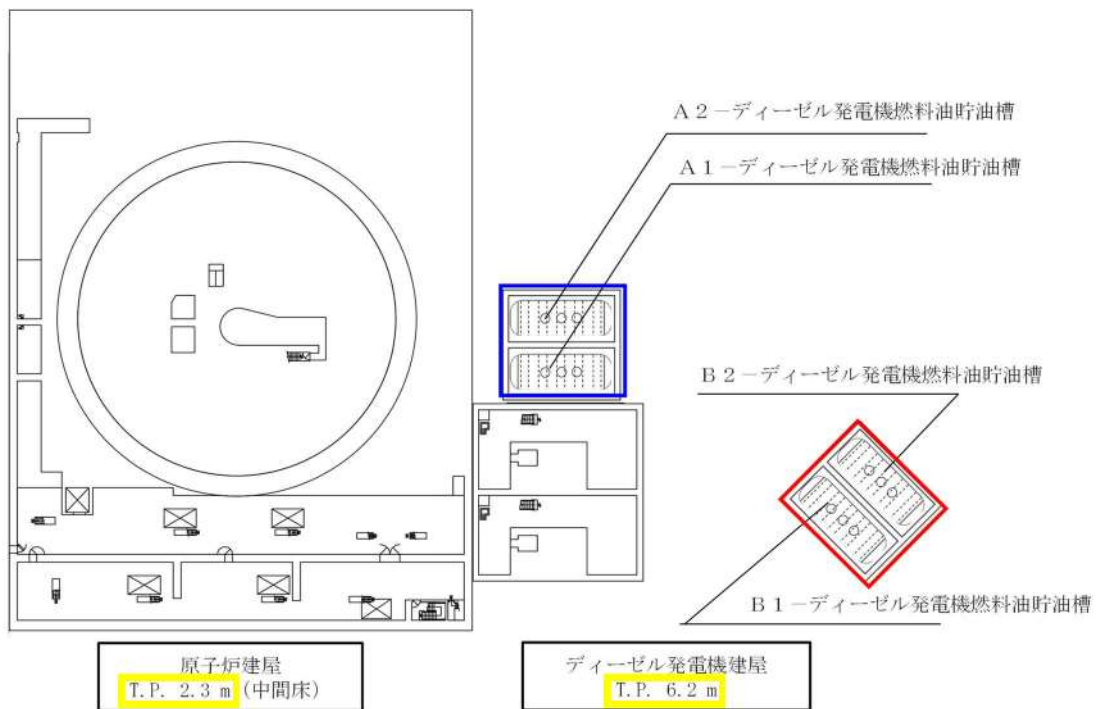 A2-ディーゼル発電機燃料油貯油槽
A1-ディーゼル発電機燃料油貯油槽
B2-ディーゼル発電機燃料油貯油槽
B1-ディーゼル発電機燃料油貯油槽
原子炉建屋
T.P. 2.3 m (中間床)
ディーゼル発電機建屋
T.P. 6.2 m